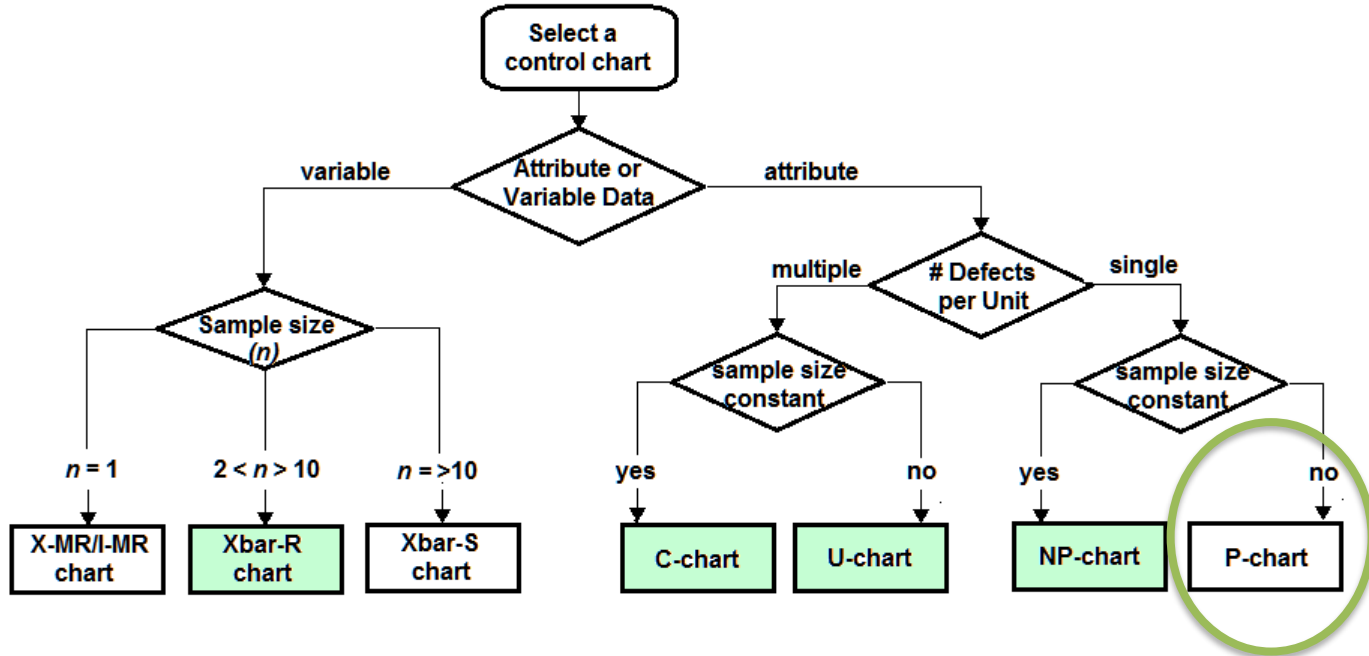 Select a
control chart
Attribute or
Variable Data
variable
attribute
# Defects
per Unit
multiple
single
Sample size
(n)
sample size
constant
sample size
constant
n = 1
2 < n > 10
n = >10
yes
no
yes
no
X-MR/I-MR
chart
Xbar-R
chart
Xbar-S
chart
C-chart
U-chart
NP-chart
P-chart